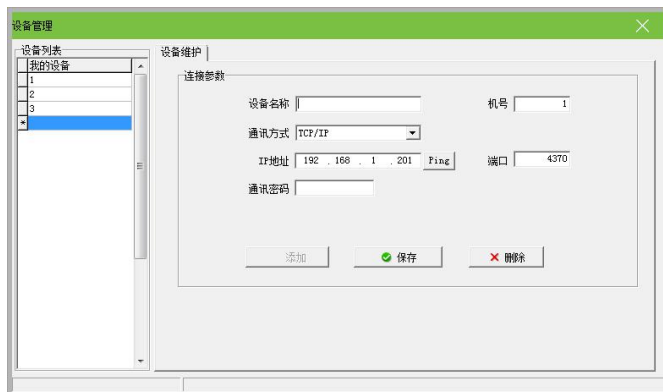 设备管理
设备列表
我的设备
1
2
3
*
设备维护
连接参数
设备名称
机号 1
通讯方式 TCP/IP
IP地址 192 . 168 . 1 . 201 Ping 端口 4370
通讯密码
添加 保存 删除